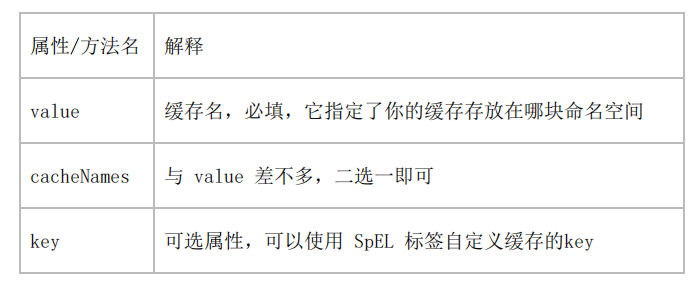 属性/方法名 解释
value 缓存名，必填，它指定了你的缓存存放在哪块命名空间
cacheNames 与 value 差不多，二选一即可
key 可选属性，可以使用 SpEL 标签自定义缓存的key